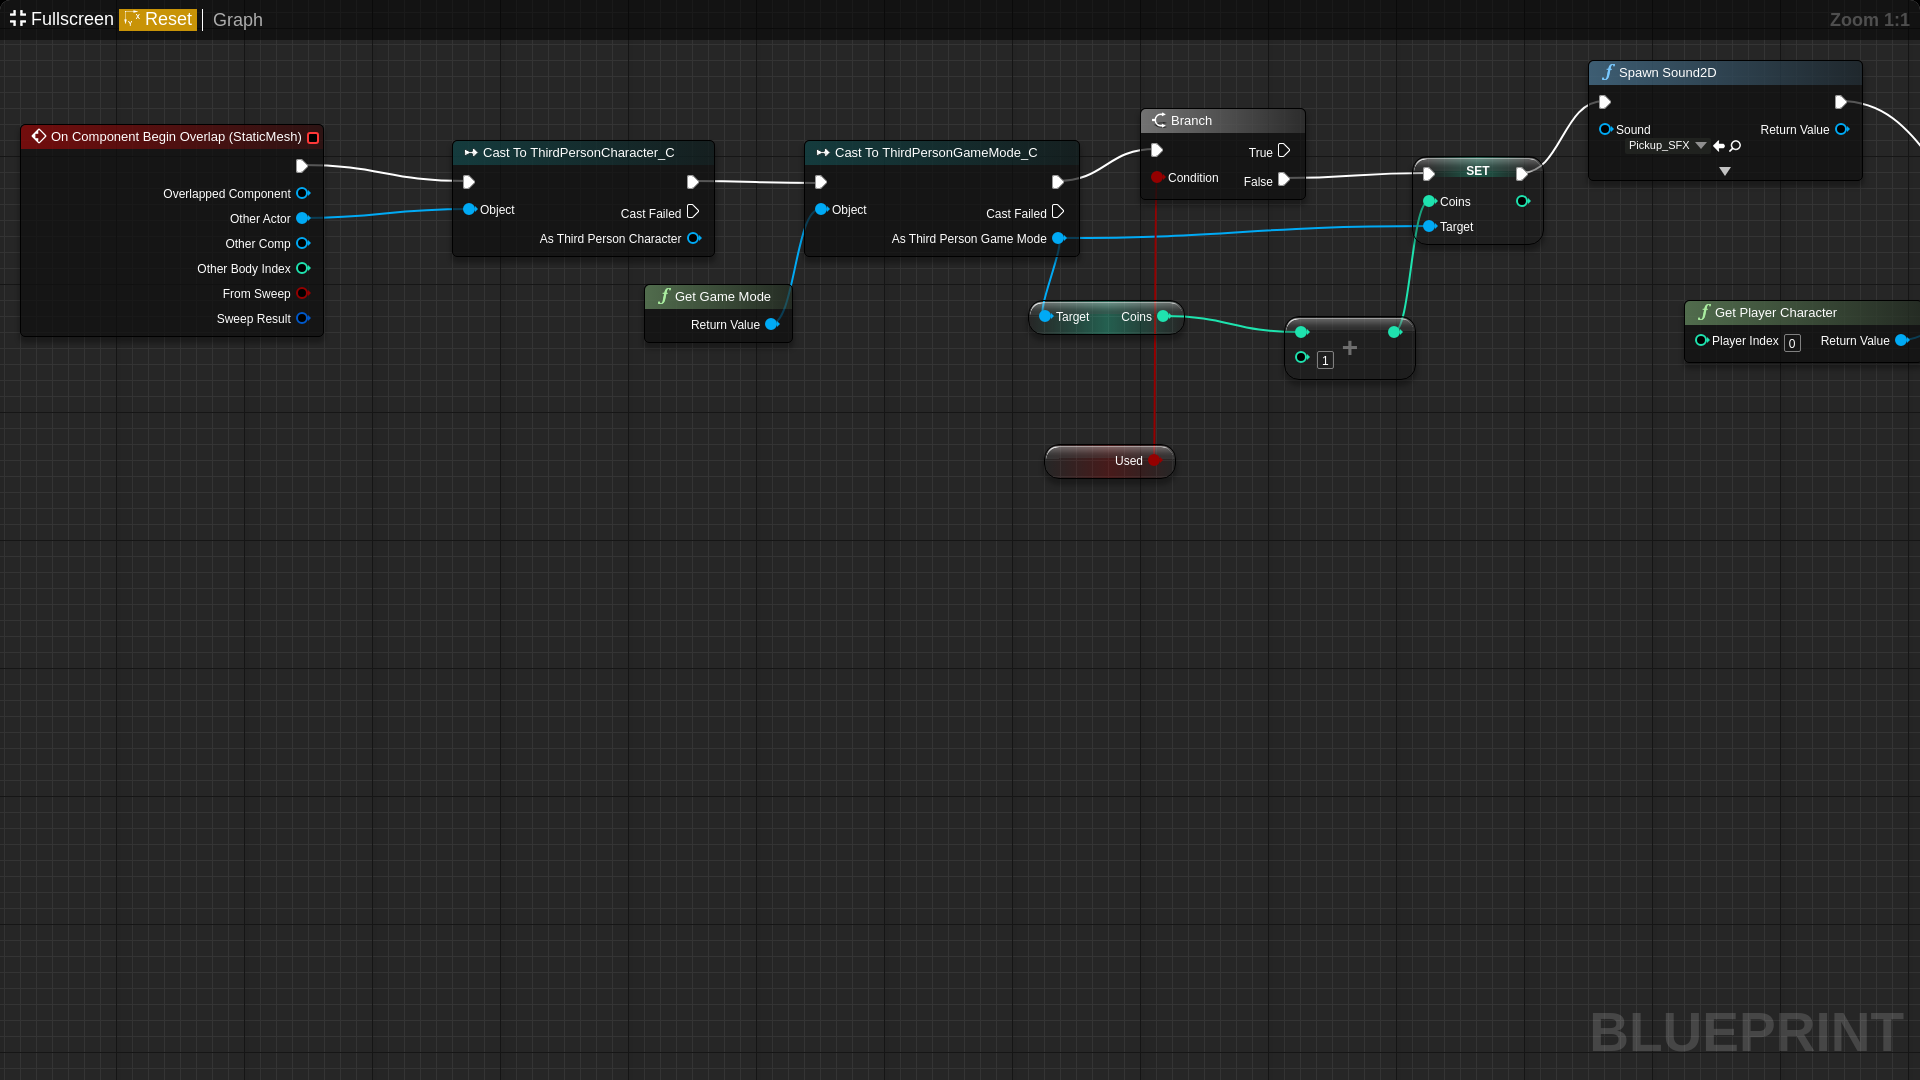 Fullscreen Reset Graph
Zoom 1:1
On Component Begin Overlap (StaticMesh)
Overlapped Component
Other Actor
Other Comp
Other Body Index
From Sweep
Sweep Result
Cast To ThirdPersonCharacter_C
Object
Cast Failed
As Third Person Character
Get Game Mode
Return Value
Cast To ThirdPersonGameMode_C
Object
Cast Failed
As Third Person Game Mode
Target Coins
Branch
True
Condition
False
Used
1
SET
Coins
Target
Spawn Sound2D
Sound
Return Value
Pickup_SFX
Get Player Character
Player Index 0 Return Value
BLUEPRINT